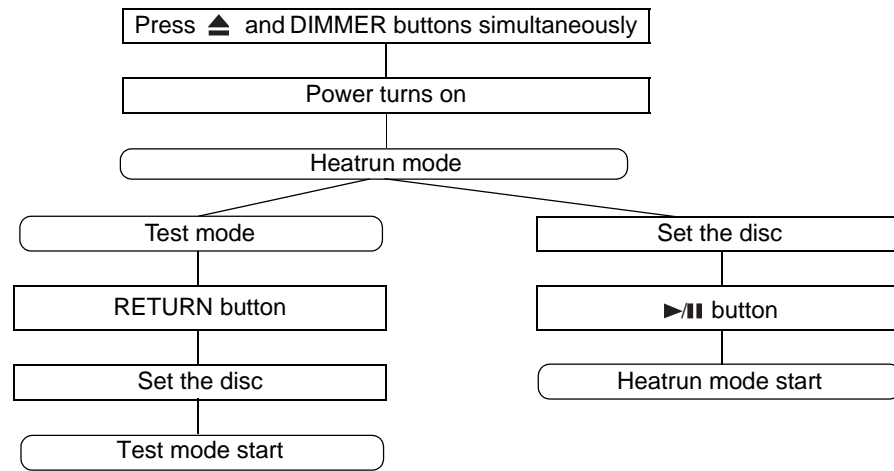 Press ⏏ and DIMMER buttons simultaneously
Power turns on
Heatrun mode
Test mode
RETURN button
Set the disc
Test mode start
Set the disc
►/II button
Heatrun mode start